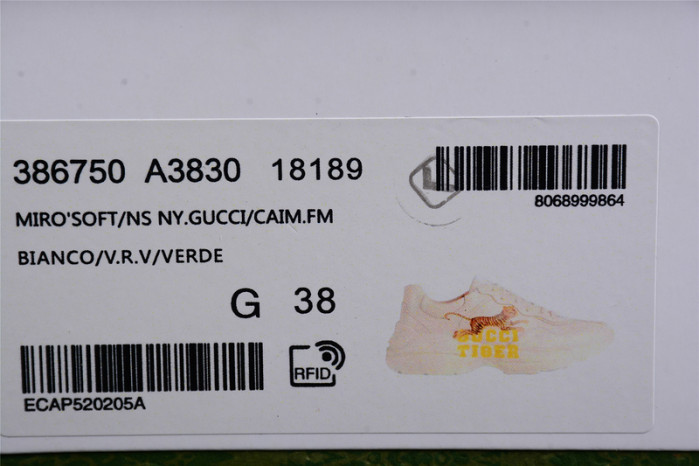 386750 A3830 18189
8068999864
MIRO'SOFT/NS NY.GUCCI/CAIM.FM
BIANCO/V.R.V/VERDE
G 38
GUCCI
TIGER
RFID
ECAP520205A